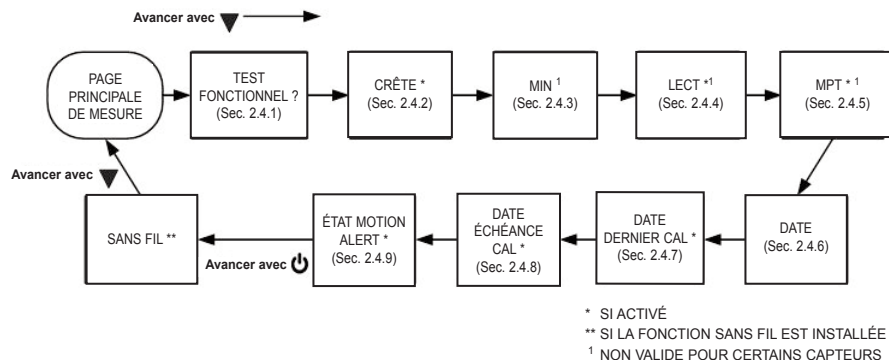 Avancer avec
PAGE
PRINCIPALE
DE MESURE
TEST
FONCTIONNEL ?
(Sec. 2.4.1)
CRÊTE *
(Sec. 2.4.2)
MIN ¹
(Sec. 2.4.3)
LECT *¹
(Sec. 2.4.4)
MPT * ¹
(Sec. 2.4.5)
DATE
(Sec. 2.4.6)
DATE
DERNIER CAL *
(Sec. 2.4.7)
DATE
ÉCHÉANCE
CAL *
(Sec. 2.4.8)
ÉTAT MOTION
ALERT *
(Sec. 2.4.9)
Avancer avec
SANS FIL **
Avancer avec
* SI ACTIVÉ
** SI LA FONCTION SANS FIL EST INSTALLÉE
¹ NON VALIDE POUR CERTAINS CAPTEURS